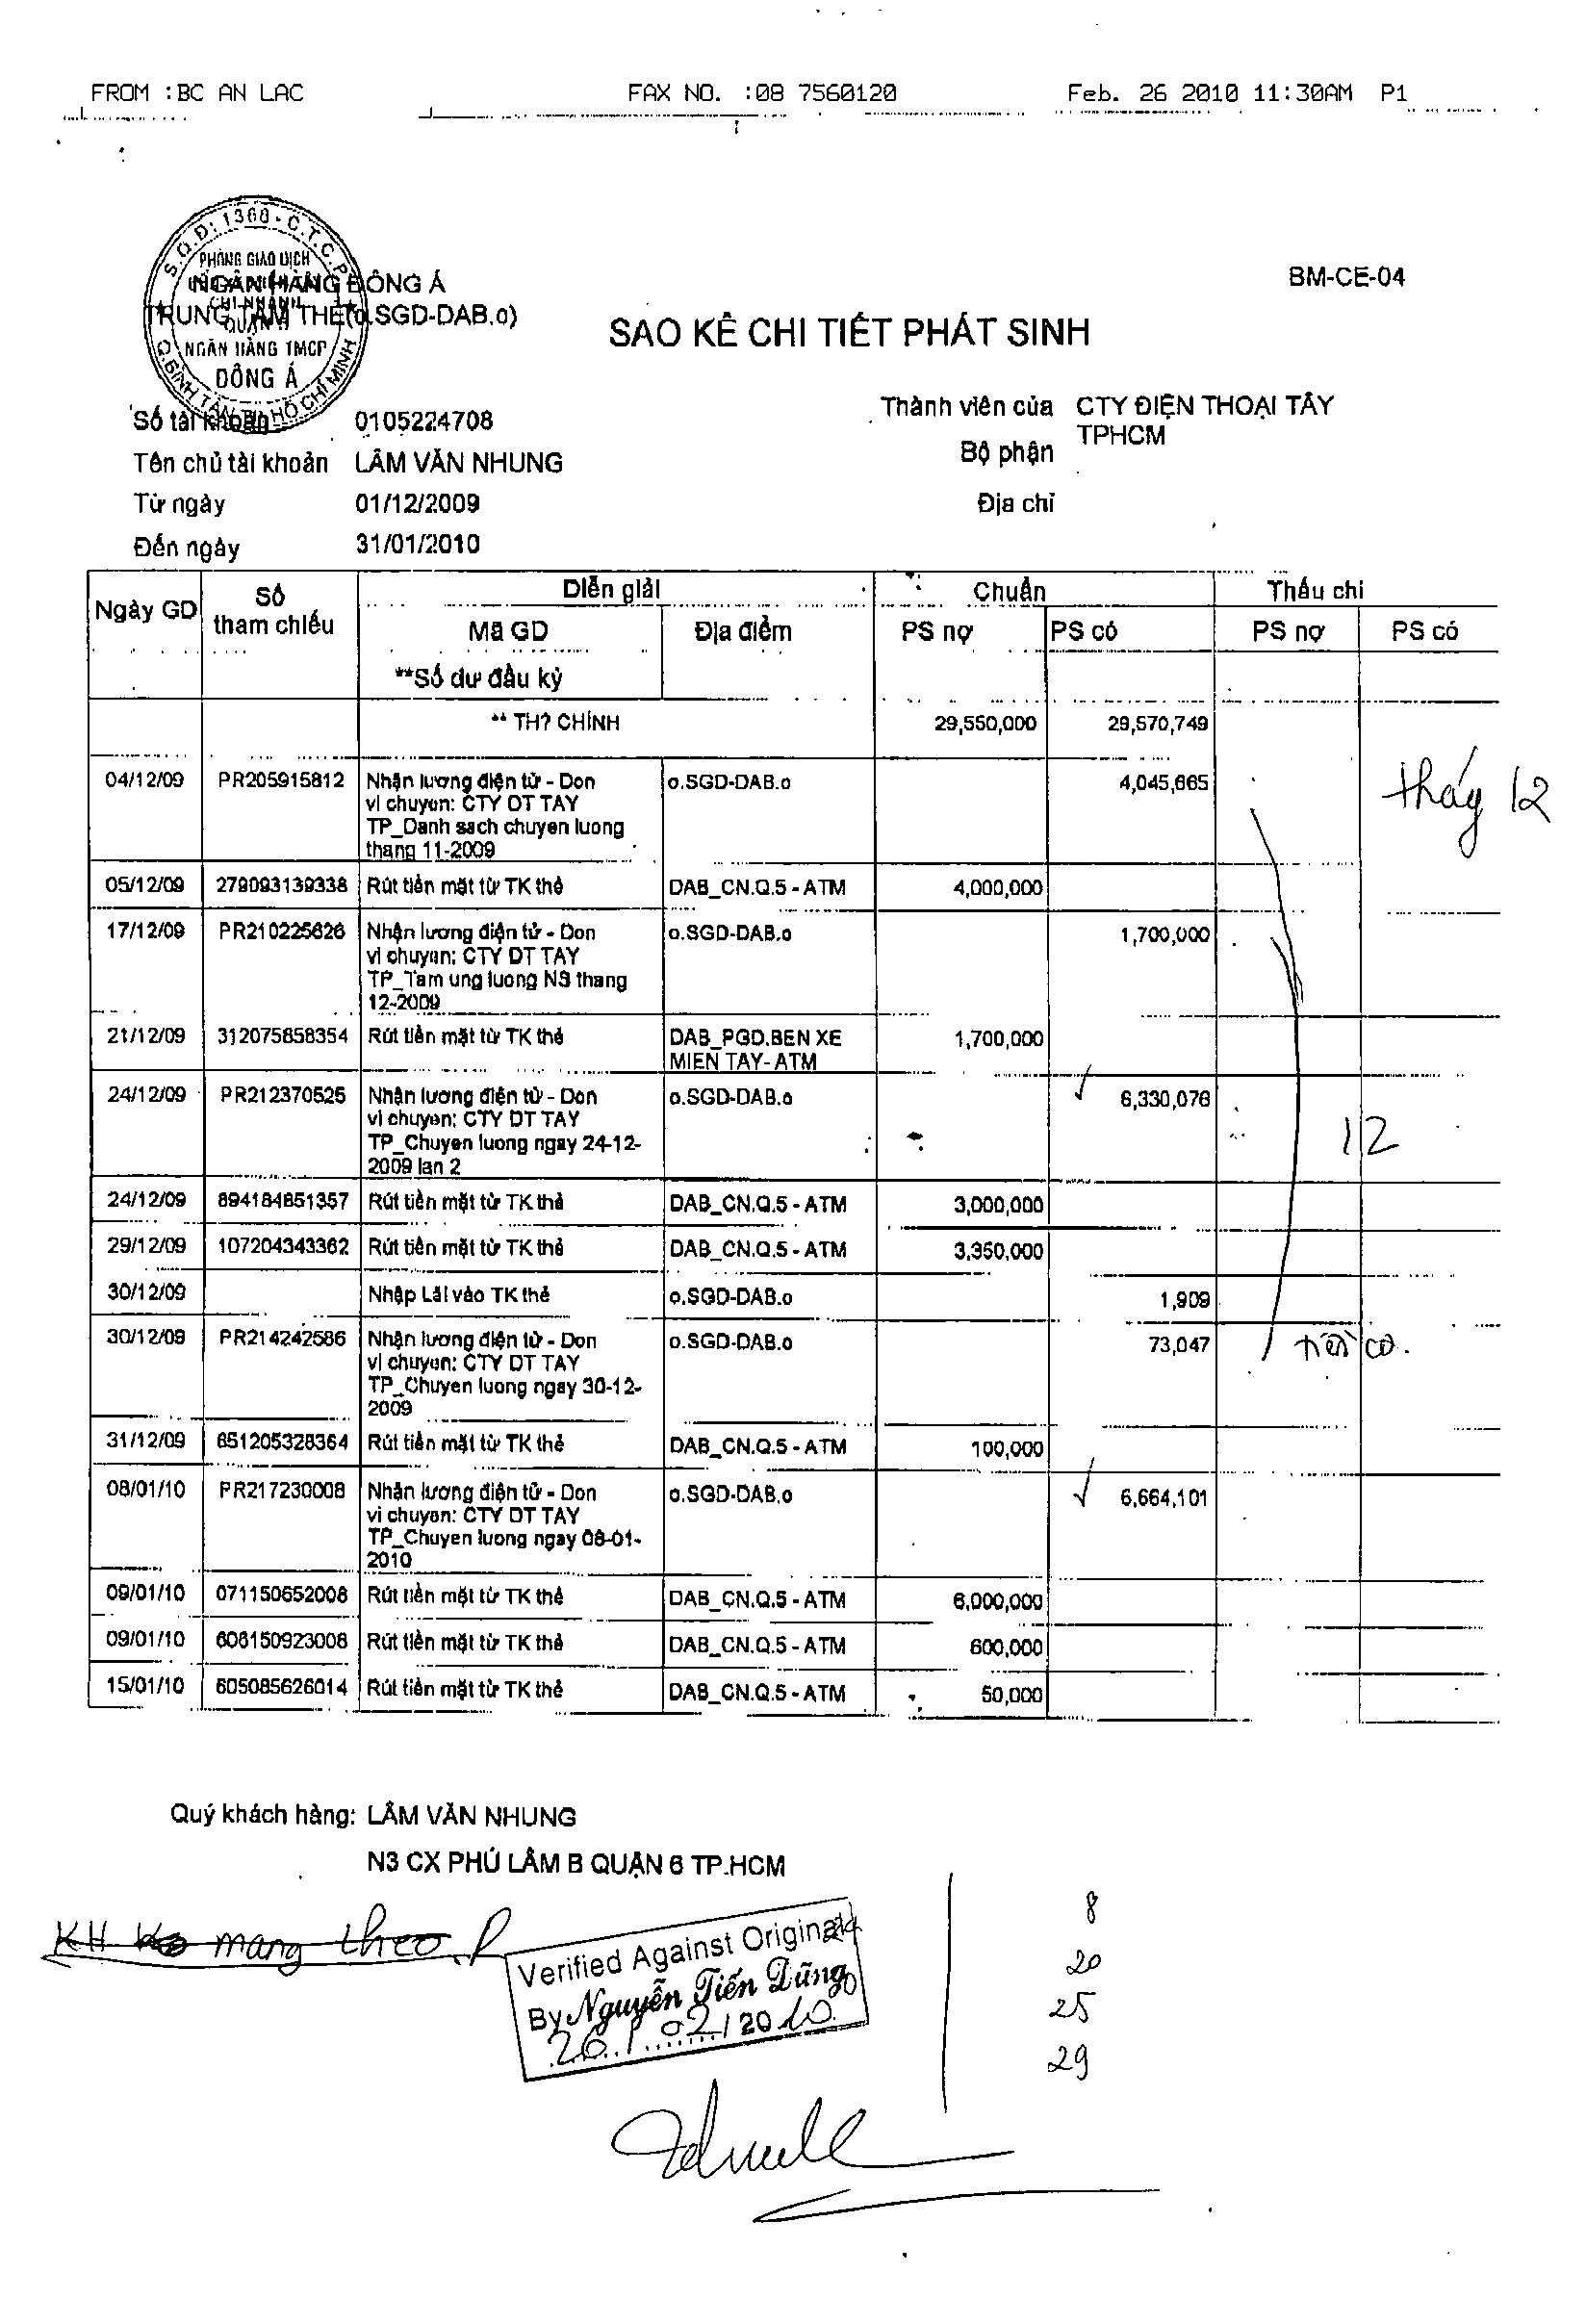 FROM :BC AN LAC FAX NO. :08 7560120 Feb. 26 2010 11:30AM P1
S.Q.Đ: 1368 - C.T.C.P
PHÒNG GIAO DỊCH
CHI NHÁNH
QUẬN
NGÂN HÀNG TMCP
ĐÔNG Á
Q.BÌNH TÂN TP HỒ CHÍ MINH
NGÂN HÀNG ĐÔNG Á BM-CE-04
TRUNG TÂM THẺ(o.SGD-DAB.o)
SAO KÊ CHI TIẾT PHÁT SINH
Số tài khoản 0105224708 Thành viên của CTY ĐIỆN THOẠI TÂY
TPHCM
Tên chủ tài khoản LÂM VĂN NHUNG Bộ phận
Từ ngày 01/12/2009 Địa chỉ
Đến ngày 31/01/2010
Ngày GD Số tham chiếu Diễn giải Chuẩn Thấu chi
Mã GD Địa điểm PS nợ PS có PS nợ PS có
**Số dư đầu kỳ
** TH? CHÍNH 29,550,000 29,570,749
04/12/09 PR205915812 Nhận lương điện tử - Don o.SGD-DAB.o 4,045,665 thág 12
vi chuyen: CTY DT TAY
TP_Danh sach chuyen luong
thang 11-2009
05/12/09 279093139338 Rút tiền mặt từ TK thẻ DAB_CN.Q.5 - ATM 4,000,000
17/12/09 PR210225626 Nhận lương điện tử - Don o.SGD-DAB.o 1,700,000
vi chuyen: CTY DT TAY
TP_Tam ung luong NS thang
12-2009
21/12/09 312075858354 Rút tiền mặt từ TK thẻ DAB_PGD.BEN XE 1,700,000
MIEN TAY- ATM
24/12/09 PR212370525 Nhận lương điện tử - Don o.SGD-DAB.o ✓ 6,330,076
vi chuyen: CTY DT TAY
TP_Chuyen luong ngay 24-12- 12
2009 lan 2
24/12/09 894184851357 Rút tiền mặt từ TK thẻ DAB_CN.Q.5 - ATM 3,000,000
29/12/09 107204343362 Rút tiền mặt từ TK thẻ DAB_CN.Q.5 - ATM 3,350,000
30/12/09 Nhập Lãi vào TK thẻ o.SGD-DAB.o 1,909
30/12/09 PR214242586 Nhận lương điện tử - Don o.SGD-DAB.o 73,047
vi chuyen: CTY DT TAY
TP_Chuyen luong ngay 30-12-
2009
31/12/09 651205328364 Rút tiền mặt từ TK thẻ DAB_CN.Q.5 - ATM 100,000
08/01/10 PR217230008 Nhận lương điện tử - Don o.SGD-DAB.o ✓ 6,664,101
vi chuyen: CTY DT TAY
TP_Chuyen luong ngay 08-01-
2010
09/01/10 071150652008 Rút tiền mặt từ TK thẻ DAB_CN.Q.5 - ATM 6,000,000
09/01/10 608150923008 Rút tiền mặt từ TK thẻ DAB_CN.Q.5 - ATM 600,000
15/01/10 605085626014 Rút tiền mặt từ TK thẻ DAB_CN.Q.5 - ATM 50,000
Quý khách hàng: LÂM VĂN NHUNG
N3 CX PHÚ LÂM B QUẬN 6 TP.HCM
KH ko mang theo
Verified Against Original
By Nguyễn Tiến Dũng
26/02/2010
8
20
25
29